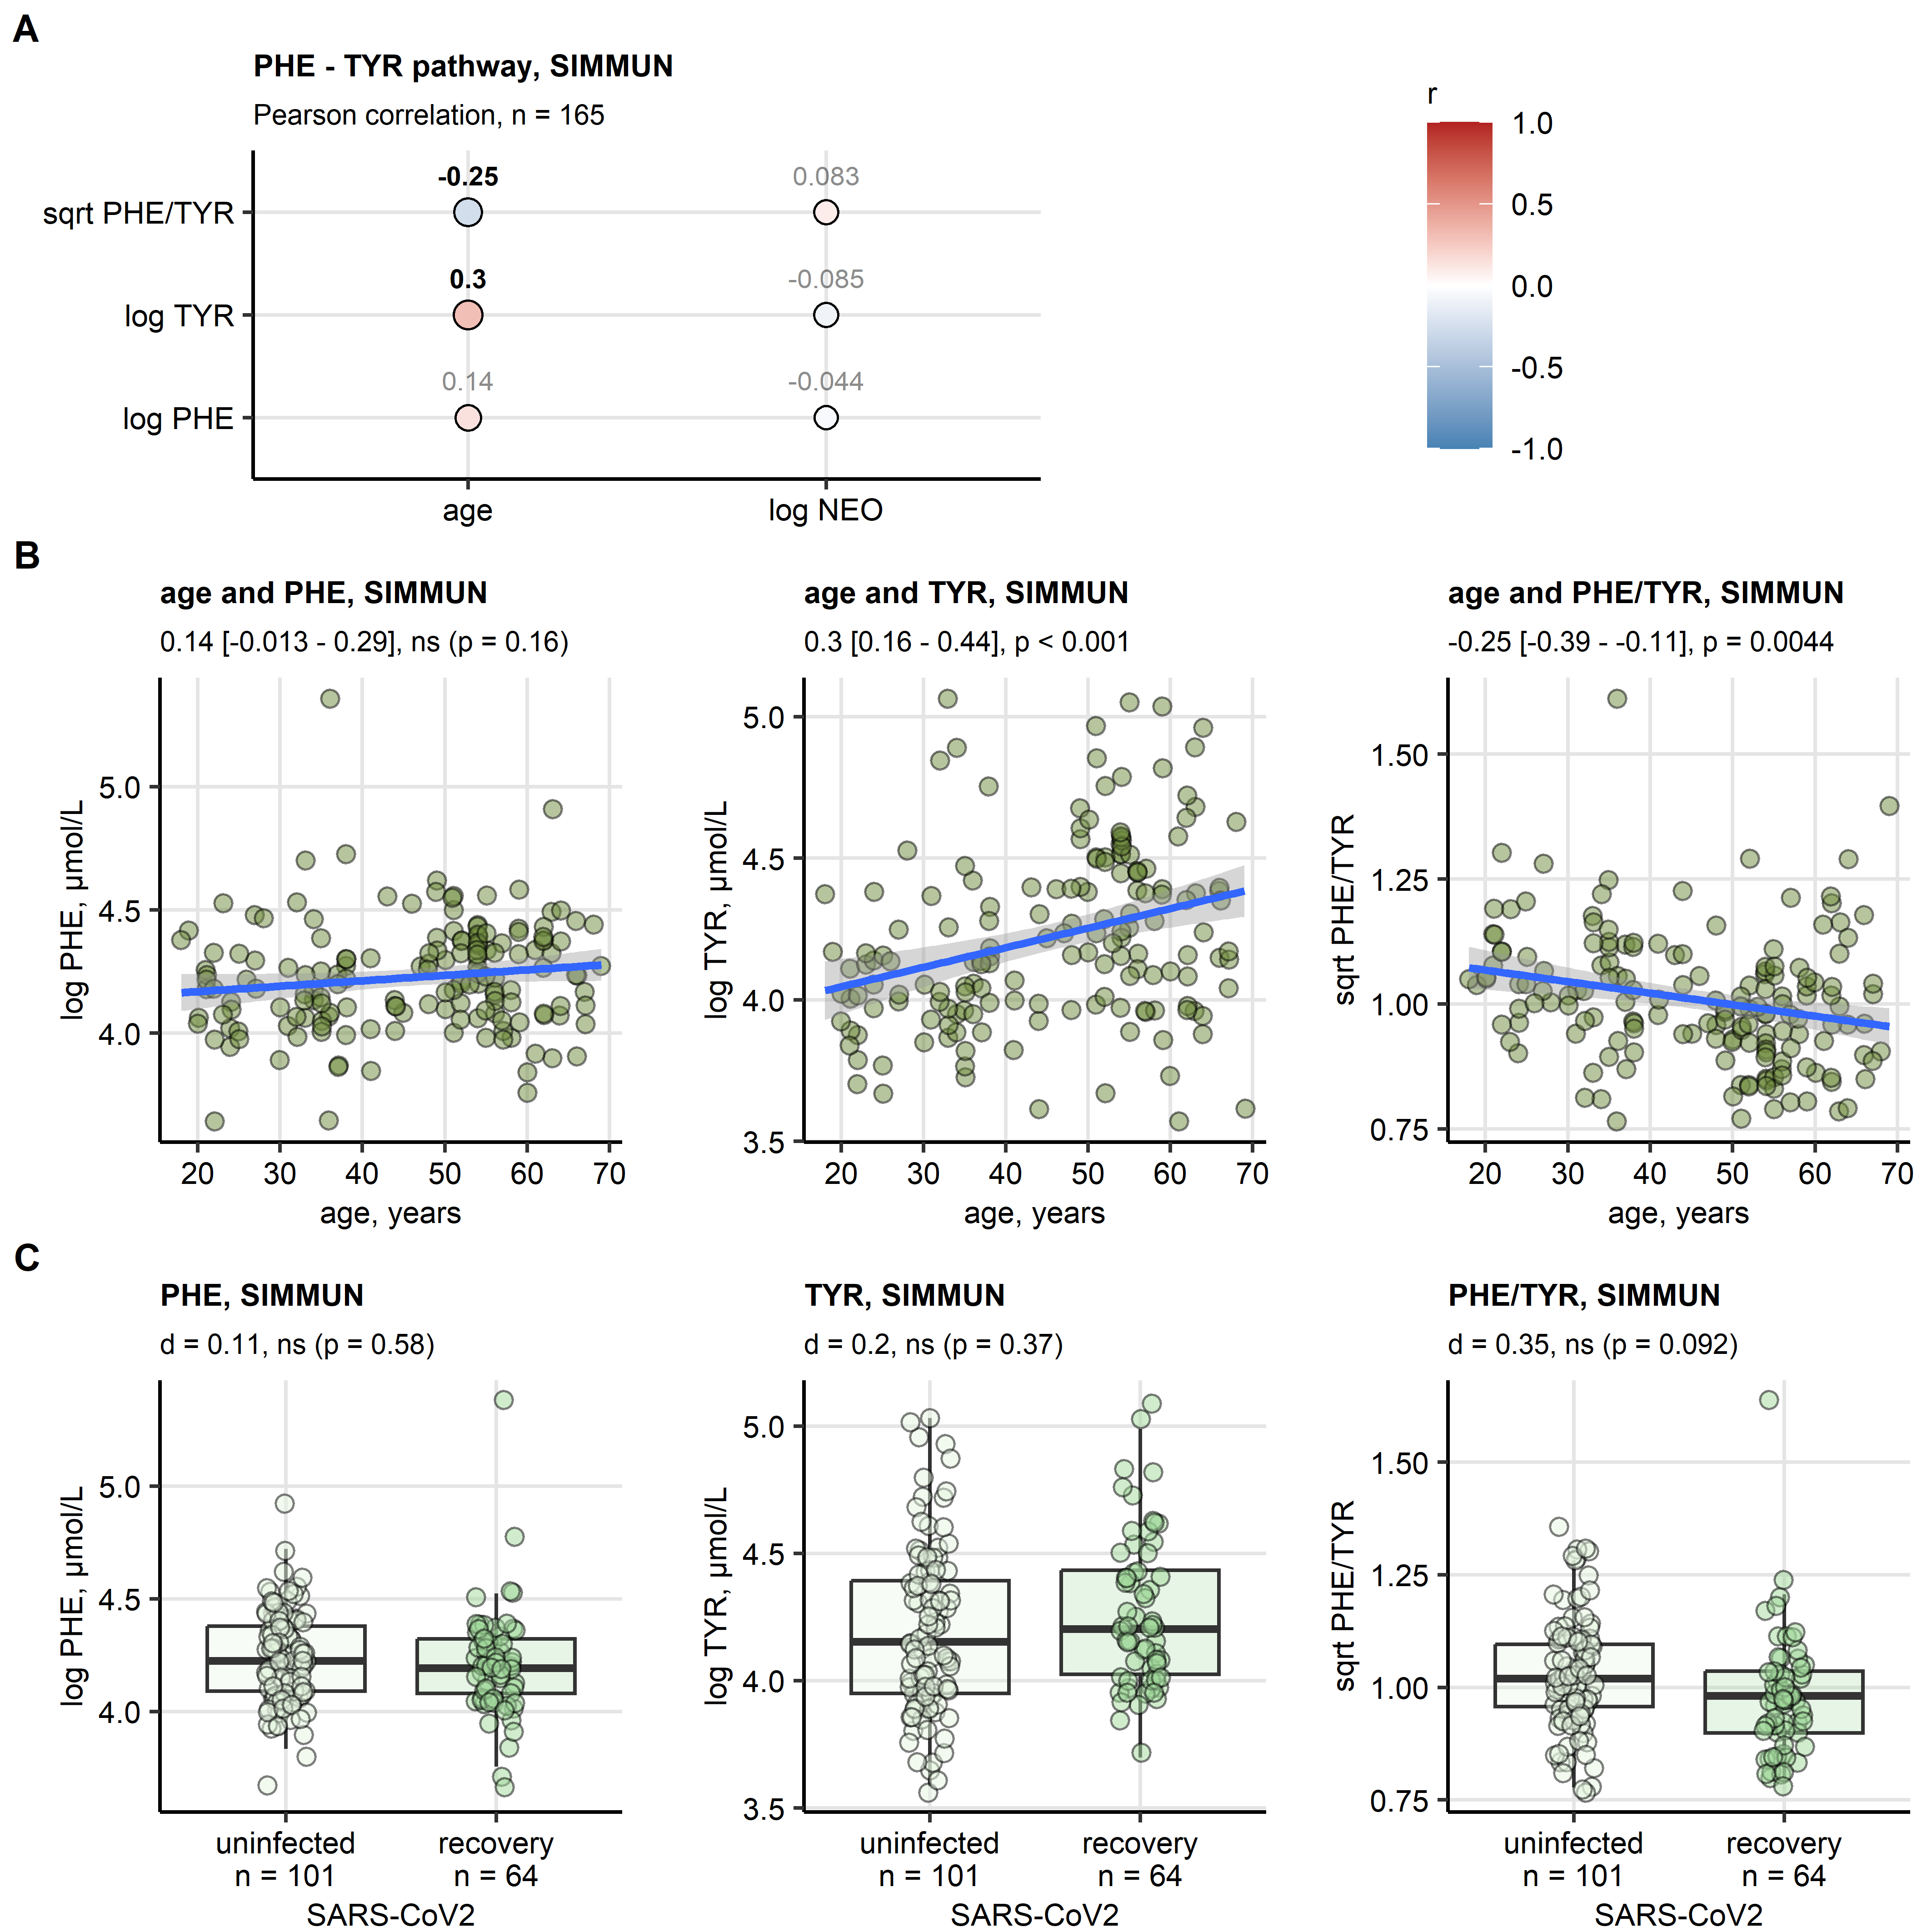 A
PHE - TYR pathway, SIMMUN
Pearson correlation, n = 165
sqrt PHE/TYR
log TYR
log PHE
-0.25
0.083
0.3
-0.085
0.14
-0.044
age
log NEO
r
1.0
0.5
0.0
-0.5
-1.0
B
age and PHE, SIMMUN
0.14 [-0.013 - 0.29], ns (p = 0.16)
log PHE, µmol/L
5.0
4.5
4.0
20 30 40 50 60 70
age, years
age and TYR, SIMMUN
0.3 [0.16 - 0.44], p < 0.001
log TYR, µmol/L
5.0
4.5
4.0
3.5
20 30 40 50 60 70
age, years
age and PHE/TYR, SIMMUN
-0.25 [-0.39 - -0.11], p = 0.0044
sqrt PHE/TYR
1.50
1.25
1.00
0.75
20 30 40 50 60 70
age, years
C
PHE, SIMMUN
d = 0.11, ns (p = 0.58)
log PHE, µmol/L
5.0
4.5
4.0
uninfected recovery
n = 101 n = 64
SARS-CoV2
TYR, SIMMUN
d = 0.2, ns (p = 0.37)
log TYR, µmol/L
5.0
4.5
4.0
3.5
uninfected recovery
n = 101 n = 64
SARS-CoV2
PHE/TYR, SIMMUN
d = 0.35, ns (p = 0.092)
sqrt PHE/TYR
1.50
1.25
1.00
0.75
uninfected recovery
n = 101 n = 64
SARS-CoV2